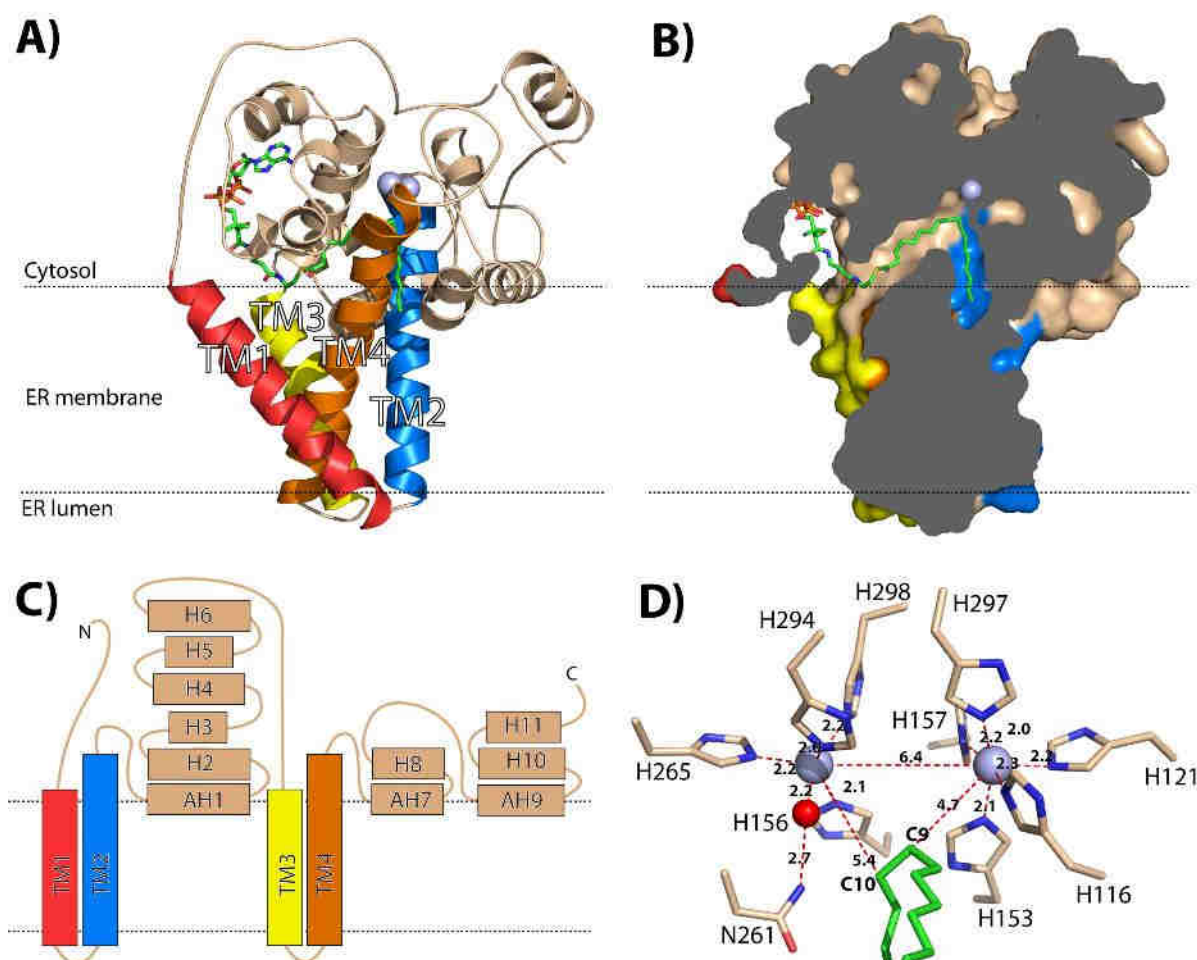 A)
B)
Cytosol
TM3
TM1
TM4
ER membrane
TM2
ER lumen
C)
D)
N
H6
H5
H4
H3
H2
AH1
C
H11
H8
H10
AH7
AH9
TM1
TM2
TM3
TM4
H298
H297
H294
H157
2.2
2.0
2.2
2.0
H265
2.2
6.4
2.3
2.2
H121
2.2
2.1
4.7
2.1
H156
C9
2.7
5.4
C10
H116
N261
H153